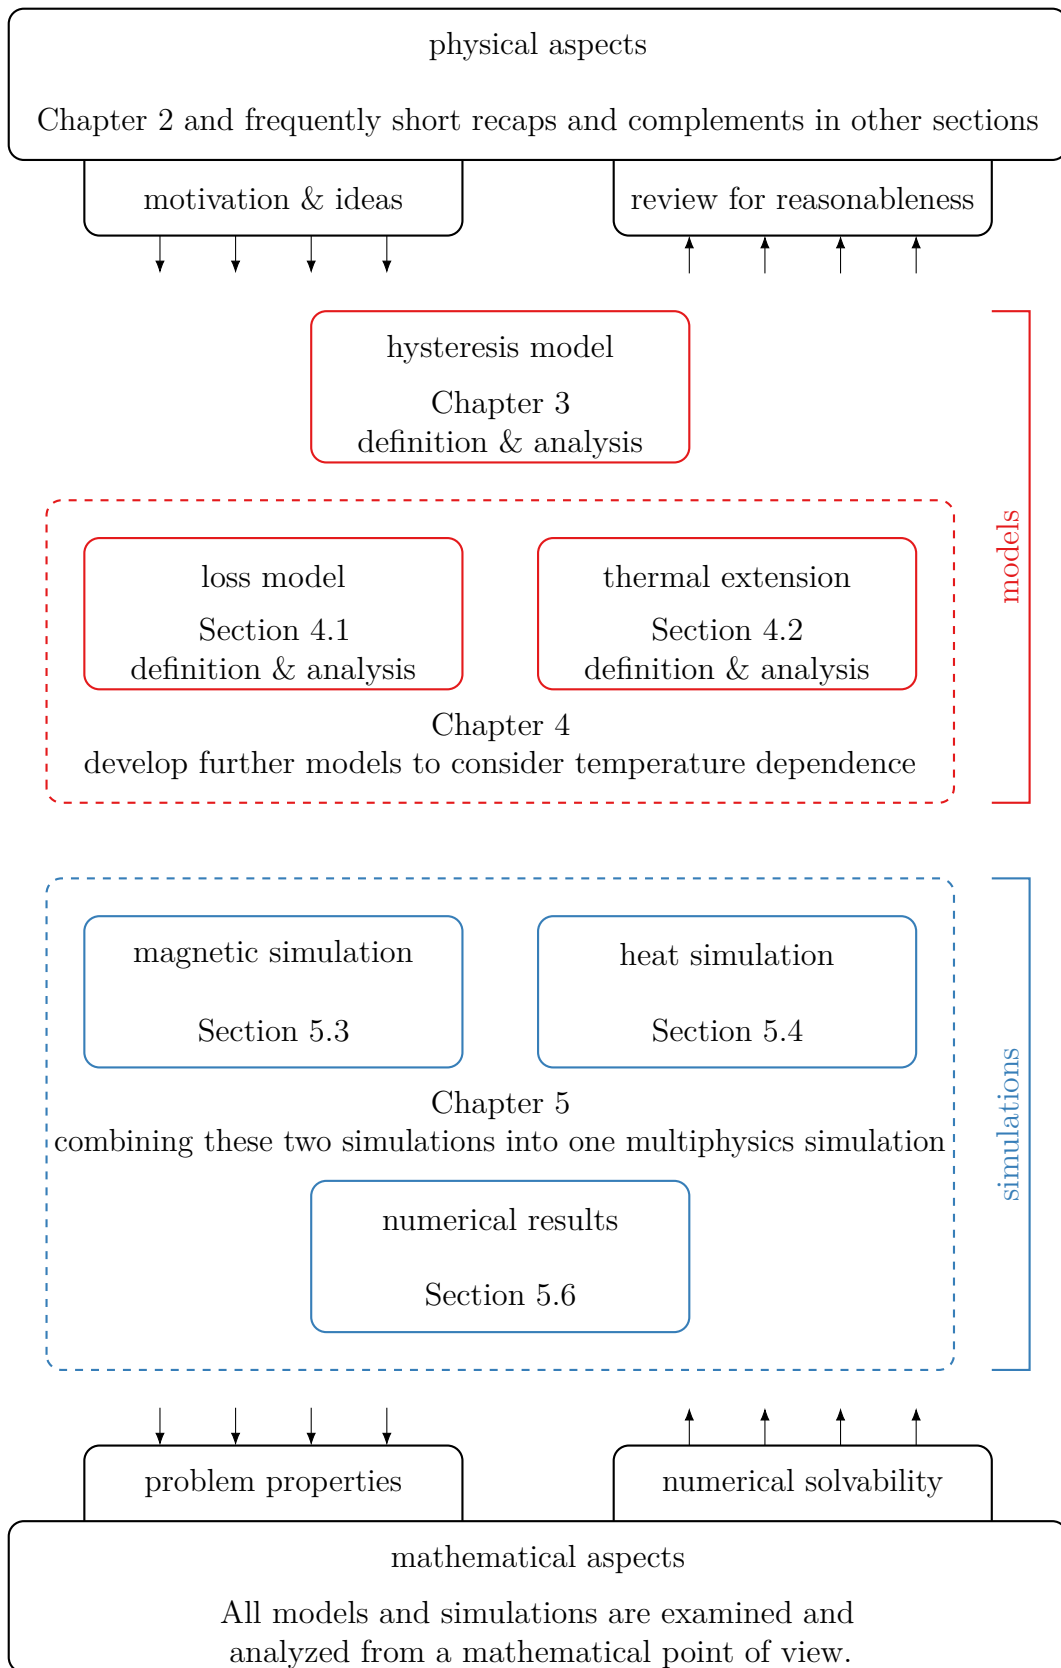 physical aspects
Chapter 2 and frequently short recaps and complements in other sections
motivation & ideas
review for reasonableness
hysteresis model
Chapter 3
definition & analysis
models
loss model
Section 4.1
definition & analysis
thermal extension
Section 4.2
definition & analysis
Chapter 4
develop further models to consider temperature dependence
magnetic simulation
Section 5.3
heat simulation
Section 5.4
simulations
Chapter 5
combining these two simulations into one multiphysics simulation
numerical results
Section 5.6
problem properties
numerical solvability
mathematical aspects
All models and simulations are examined and
analyzed from a mathematical point of view.